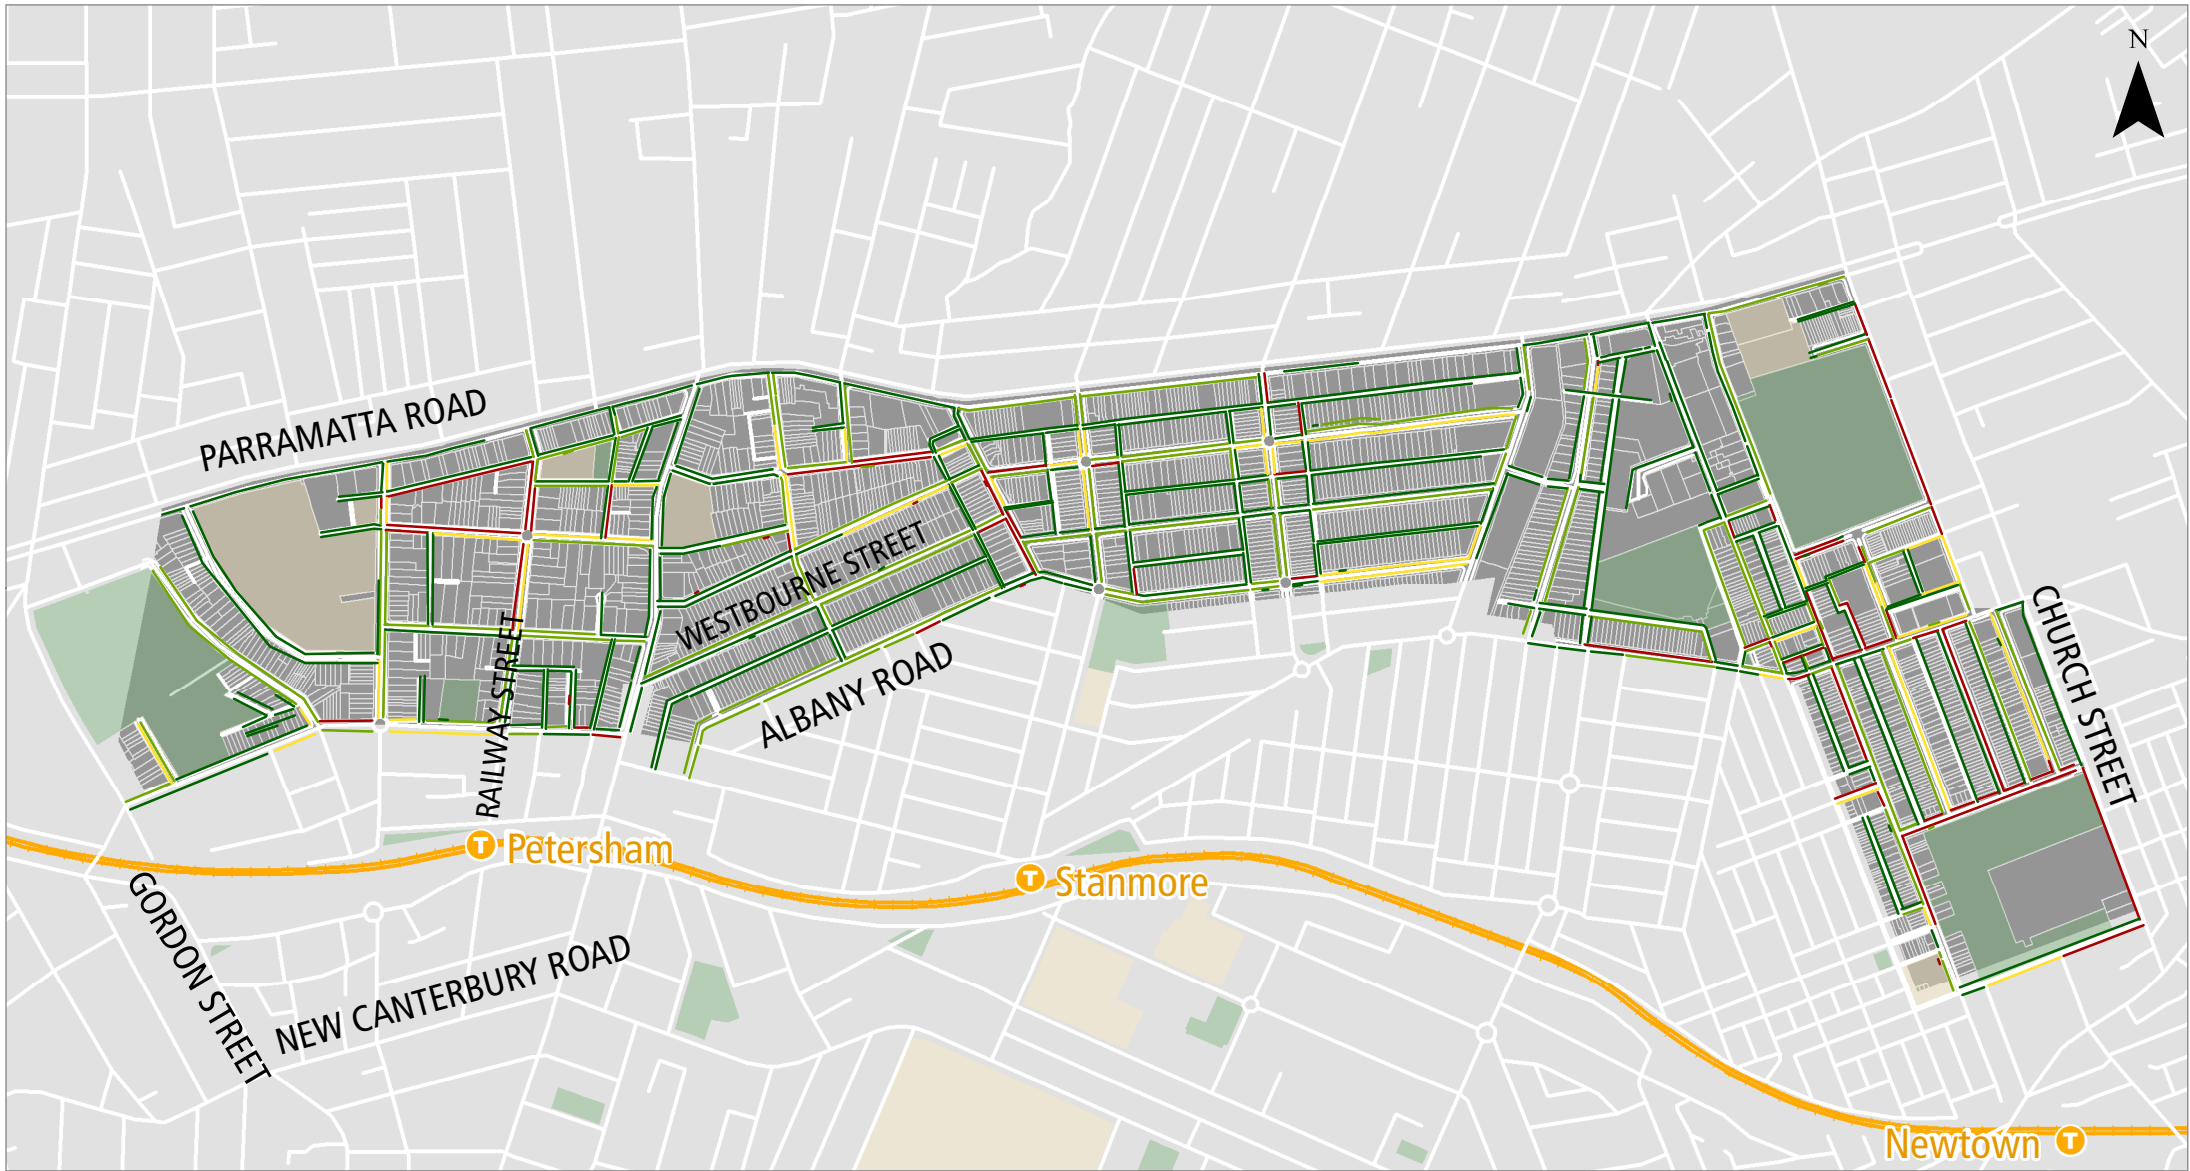 N
PARRAMATTA ROAD
WESTBOURNE STREET
CHURCH STREET
RAILWAY STREET
ALBANY ROAD
T Petersham
T Stanmore
GORDON STREET
NEW CANTERBURY ROAD
Newtown T